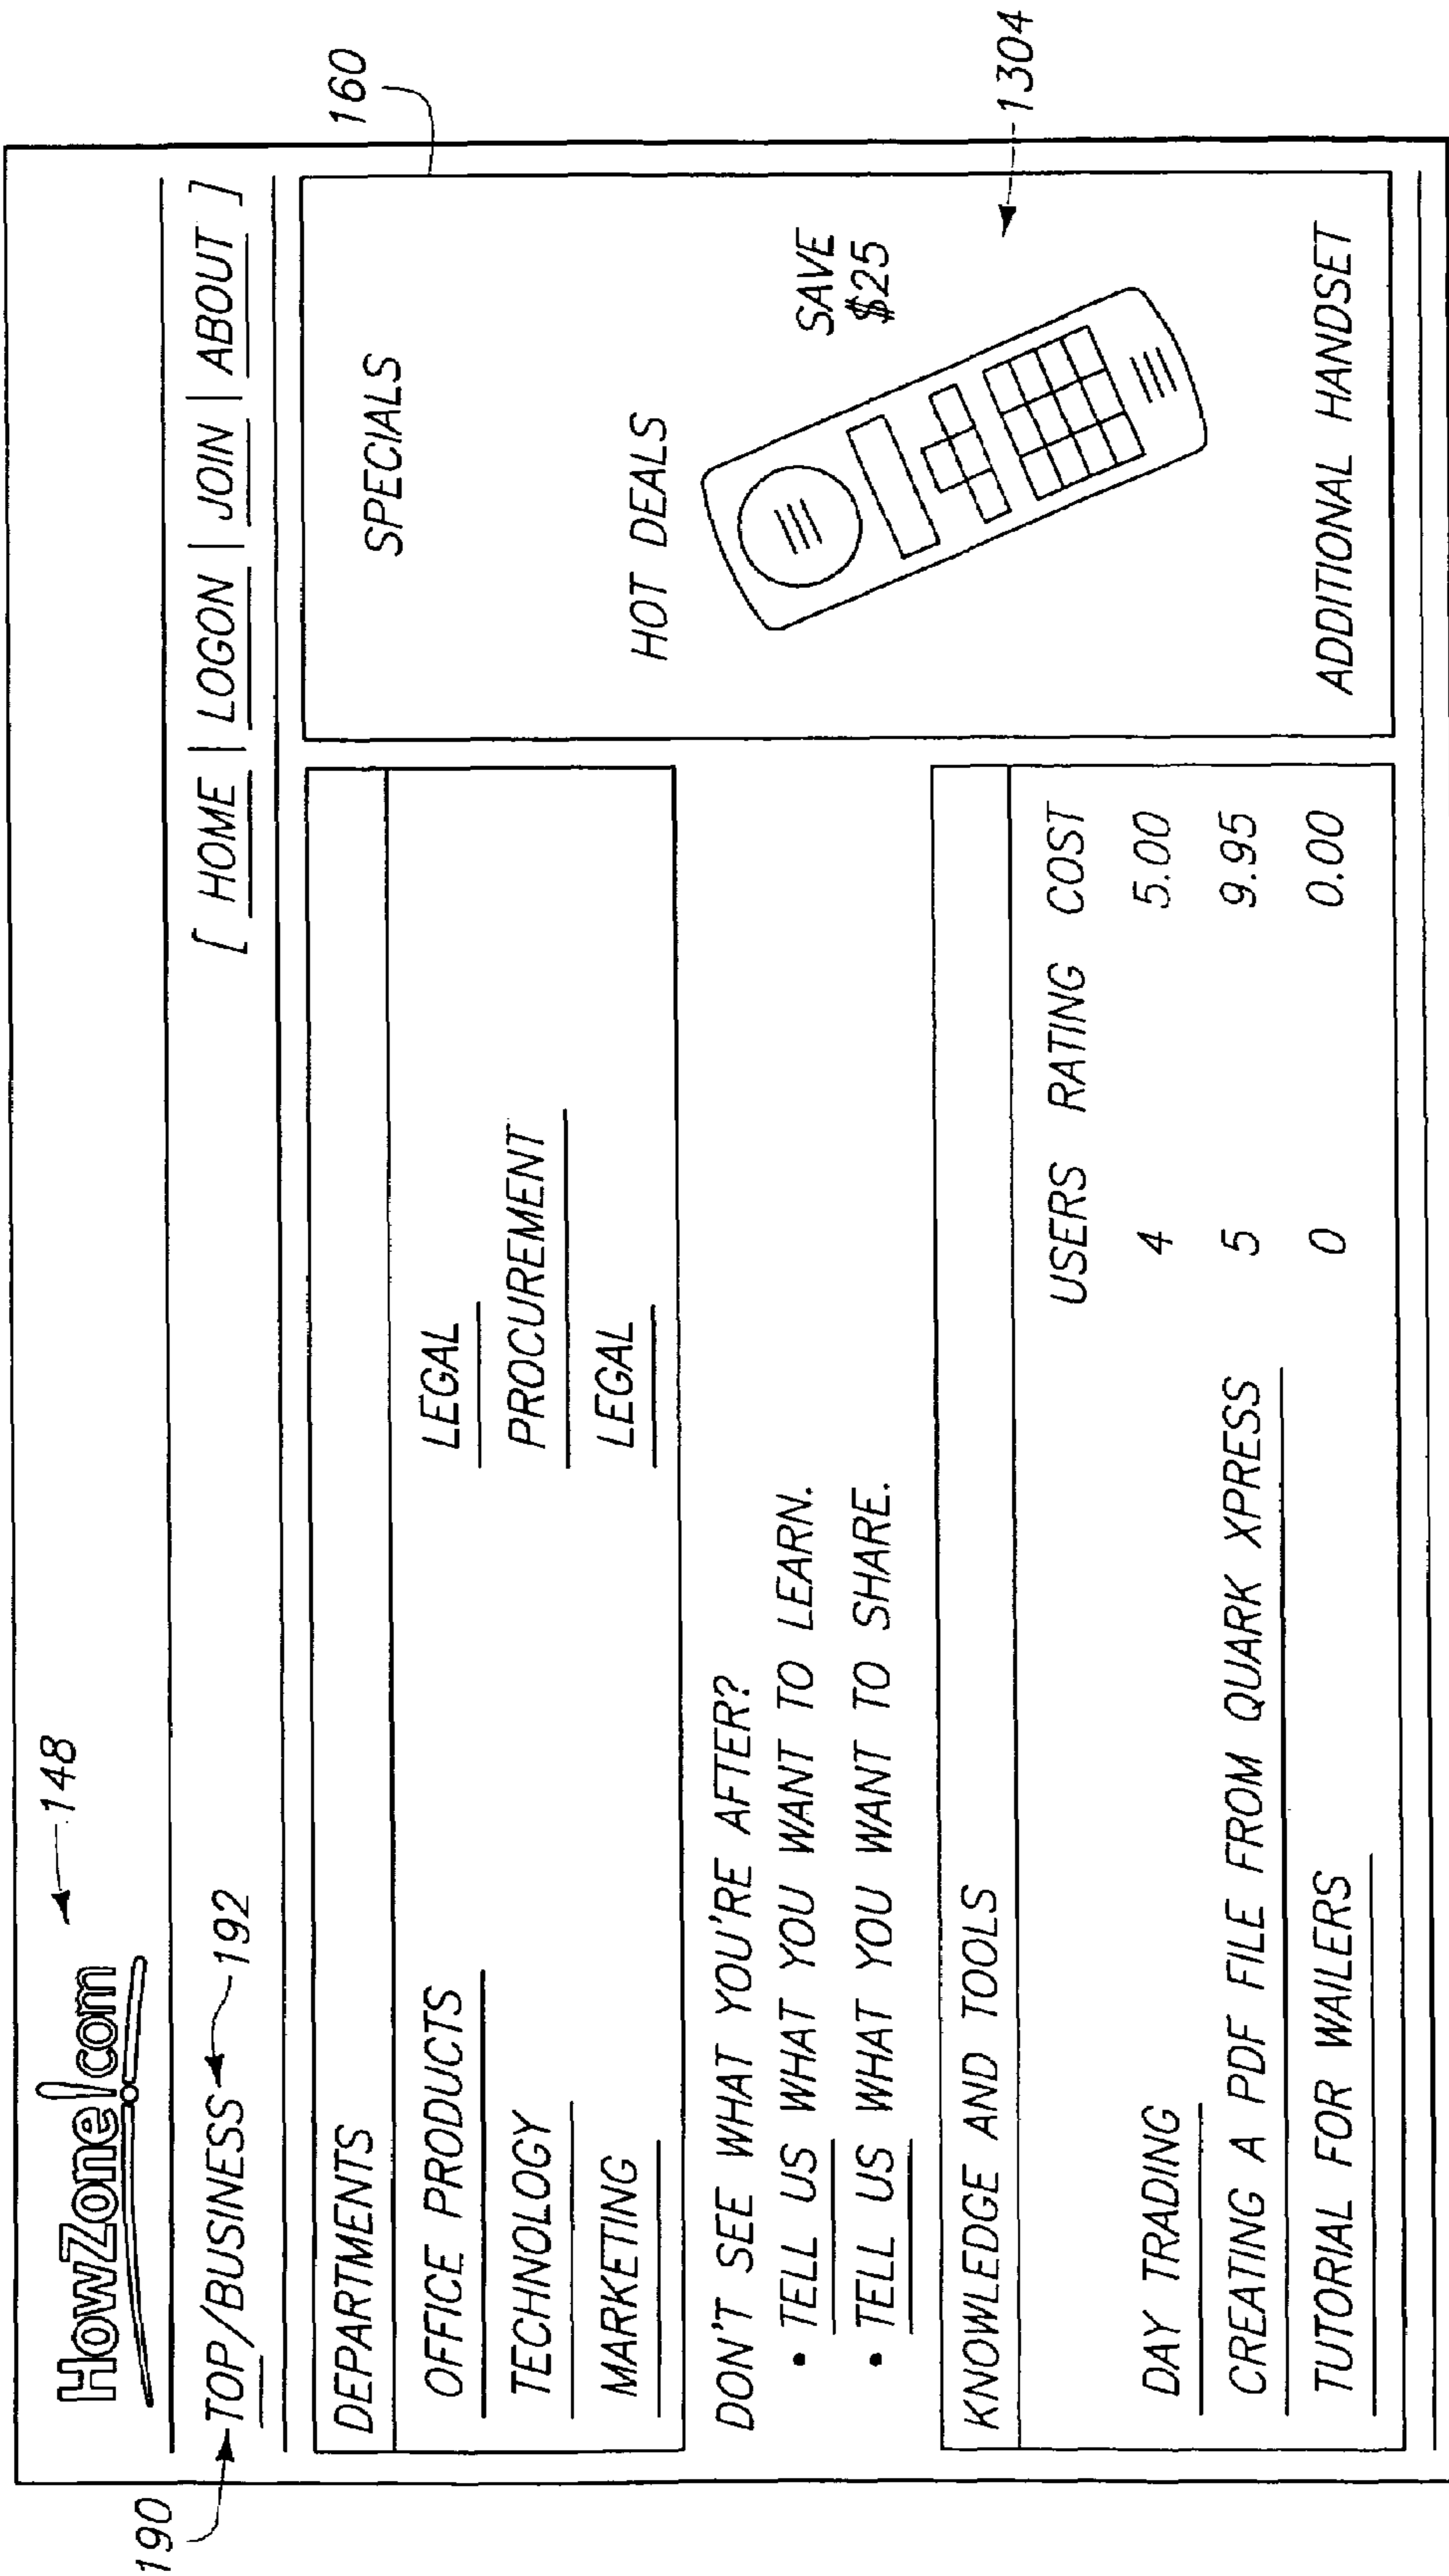 HowZone!.com 148
190 TOP/BUSINESS 192
[ HOME | LOGON | JOIN | ABOUT ]
160
DEPARTMENTS
OFFICE PRODUCTS LEGAL
TECHNOLOGY PROCUREMENT
MARKETING LEGAL
DON'T SEE WHAT YOU'RE AFTER?
• TELL US WHAT YOU WANT TO LEARN.
• TELL US WHAT YOU WANT TO SHARE.
KNOWLEDGE AND TOOLS
USERS RATING COST
DAY TRADING 4 5.00
CREATING A PDF FILE FROM QUARK XPRESS 5 9.95
TUTORIAL FOR WAILERS 0 0.00
SPECIALS
HOT DEALS
SAVE
$25
1304
ADDITIONAL HANDSET